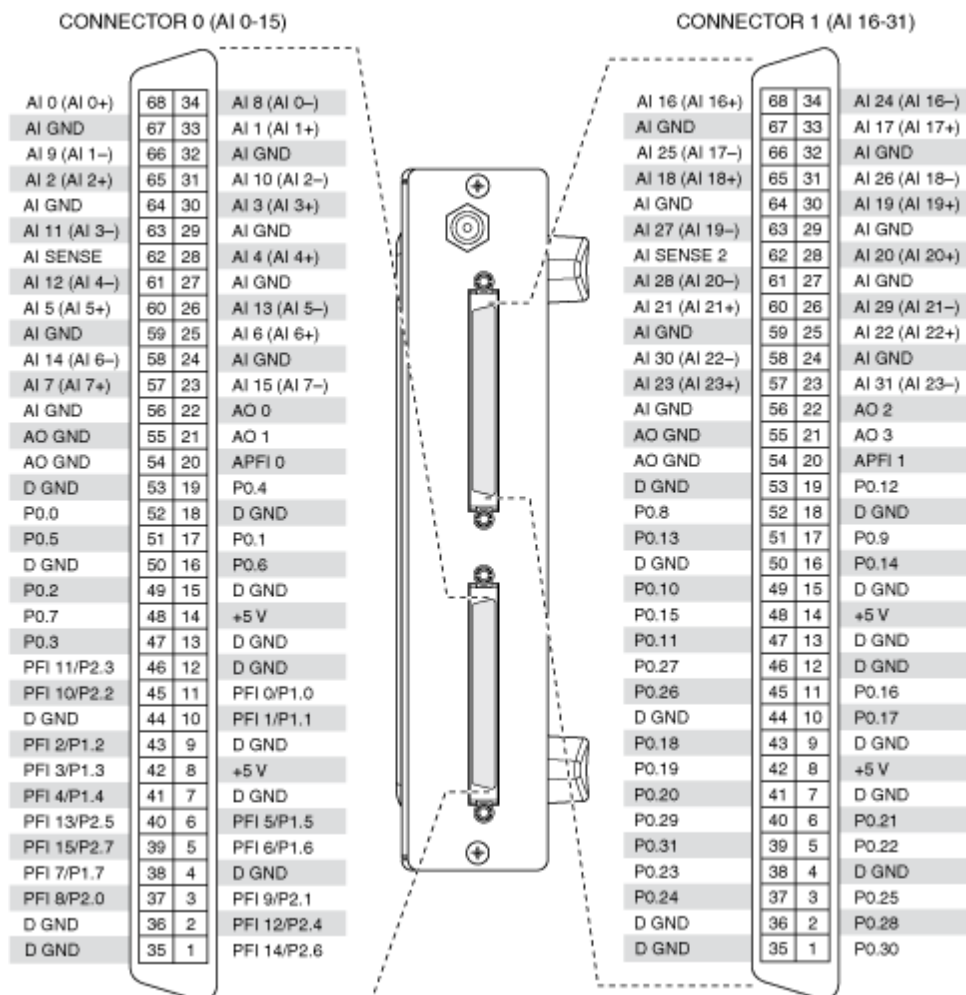 CONNECTOR 0 (AI 0-15)
AI 0 (AI 0+) 68 34 AI 8 (AI 0–)
AI GND 67 33 AI 1 (AI 1+)
AI 9 (AI 1–) 66 32 AI GND
AI 2 (AI 2+) 65 31 AI 10 (AI 2–)
AI GND 64 30 AI 3 (AI 3+)
AI 11 (AI 3–) 63 29 AI GND
AI SENSE 62 28 AI 4 (AI 4+)
AI 12 (AI 4–) 61 27 AI GND
AI 5 (AI 5+) 60 26 AI 13 (AI 5–)
AI GND 59 25 AI 6 (AI 6+)
AI 14 (AI 6–) 58 24 AI GND
AI 7 (AI 7+) 57 23 AI 15 (AI 7–)
AI GND 56 22 AO 0
AO GND 55 21 AO 1
AO GND 54 20 APFI 0
D GND 53 19 P0.4
P0.0 52 18 D GND
P0.5 51 17 P0.1
D GND 50 16 P0.6
P0.2 49 15 D GND
P0.7 48 14 +5 V
P0.3 47 13 D GND
PFI 11/P2.3 46 12 D GND
PFI 10/P2.2 45 11 PFI 0/P1.0
D GND 44 10 PFI 1/P1.1
PFI 2/P1.2 43 9 D GND
PFI 3/P1.3 42 8 +5 V
PFI 4/P1.4 41 7 D GND
PFI 13/P2.5 40 6 PFI 5/P1.5
PFI 15/P2.7 39 5 PFI 6/P1.6
PFI 7/P1.7 38 4 D GND
PFI 8/P2.0 37 3 PFI 9/P2.1
D GND 36 2 PFI 12/P2.4
D GND 35 1 PFI 14/P2.6
CONNECTOR 1 (AI 16-31)
AI 16 (AI 16+) 68 34 AI 24 (AI 16–)
AI GND 67 33 AI 17 (AI 17+)
AI 25 (AI 17–) 66 32 AI GND
AI 18 (AI 18+) 65 31 AI 26 (AI 18–)
AI GND 64 30 AI 19 (AI 19+)
AI 27 (AI 19–) 63 29 AI GND
AI SENSE 2 62 28 AI 20 (AI 20+)
AI 28 (AI 20–) 61 27 AI GND
AI 21 (AI 21+) 60 26 AI 29 (AI 21–)
AI GND 59 25 AI 22 (AI 22+)
AI 30 (AI 22–) 58 24 AI GND
AI 23 (AI 23+) 57 23 AI 31 (AI 23–)
AI GND 56 22 AO 2
AO GND 55 21 AO 3
AO GND 54 20 APFI 1
D GND 53 19 P0.12
P0.8 52 18 D GND
P0.13 51 17 P0.9
D GND 50 16 P0.14
P0.10 49 15 D GND
P0.15 48 14 +5 V
P0.11 47 13 D GND
P0.27 46 12 D GND
P0.26 45 11 P0.16
D GND 44 10 P0.17
P0.18 43 9 D GND
P0.19 42 8 +5 V
P0.20 41 7 D GND
P0.29 40 6 P0.21
P0.31 39 5 P0.22
P0.23 38 4 D GND
P0.24 37 3 P0.25
D GND 36 2 P0.28
D GND 35 1 P0.30